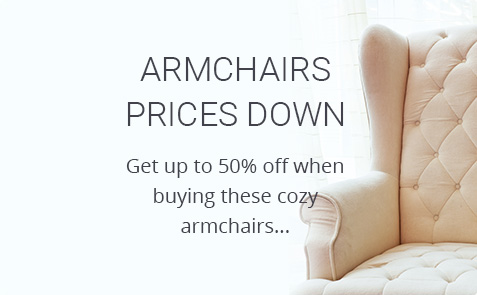 ARMCHAIRS
PRICES DOWN
Get up to 50% off when
buying these cozy
armchairs...